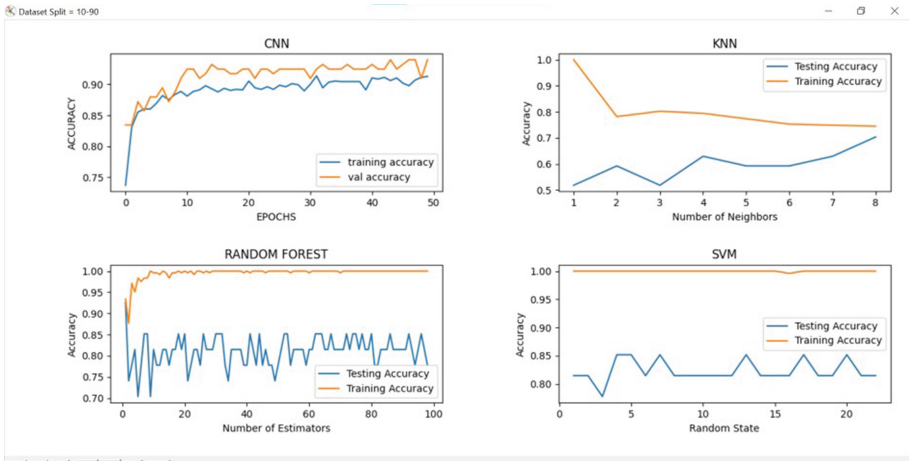 Dataset Split = 10-90
CNN
ACCURACY
0.90
0.85
0.80
0.75
training accuracy
val accuracy
0 10 20 30 40 50
EPOCHS
KNN
Accuracy
1.0
0.9
0.8
0.7
0.6
0.5
Testing Accuracy
Training Accuracy
1 2 3 4 5 6 7 8
Number of Neighbors
RANDOM FOREST
Accuracy
1.00
0.95
0.90
0.85
0.80
0.75
0.70
Testing Accuracy
Training Accuracy
0 20 40 60 80 100
Number of Estimators
SVM
Accuracy
1.00
0.95
0.90
0.85
0.80
Testing Accuracy
Training Accuracy
0 5 10 15 20
Random State